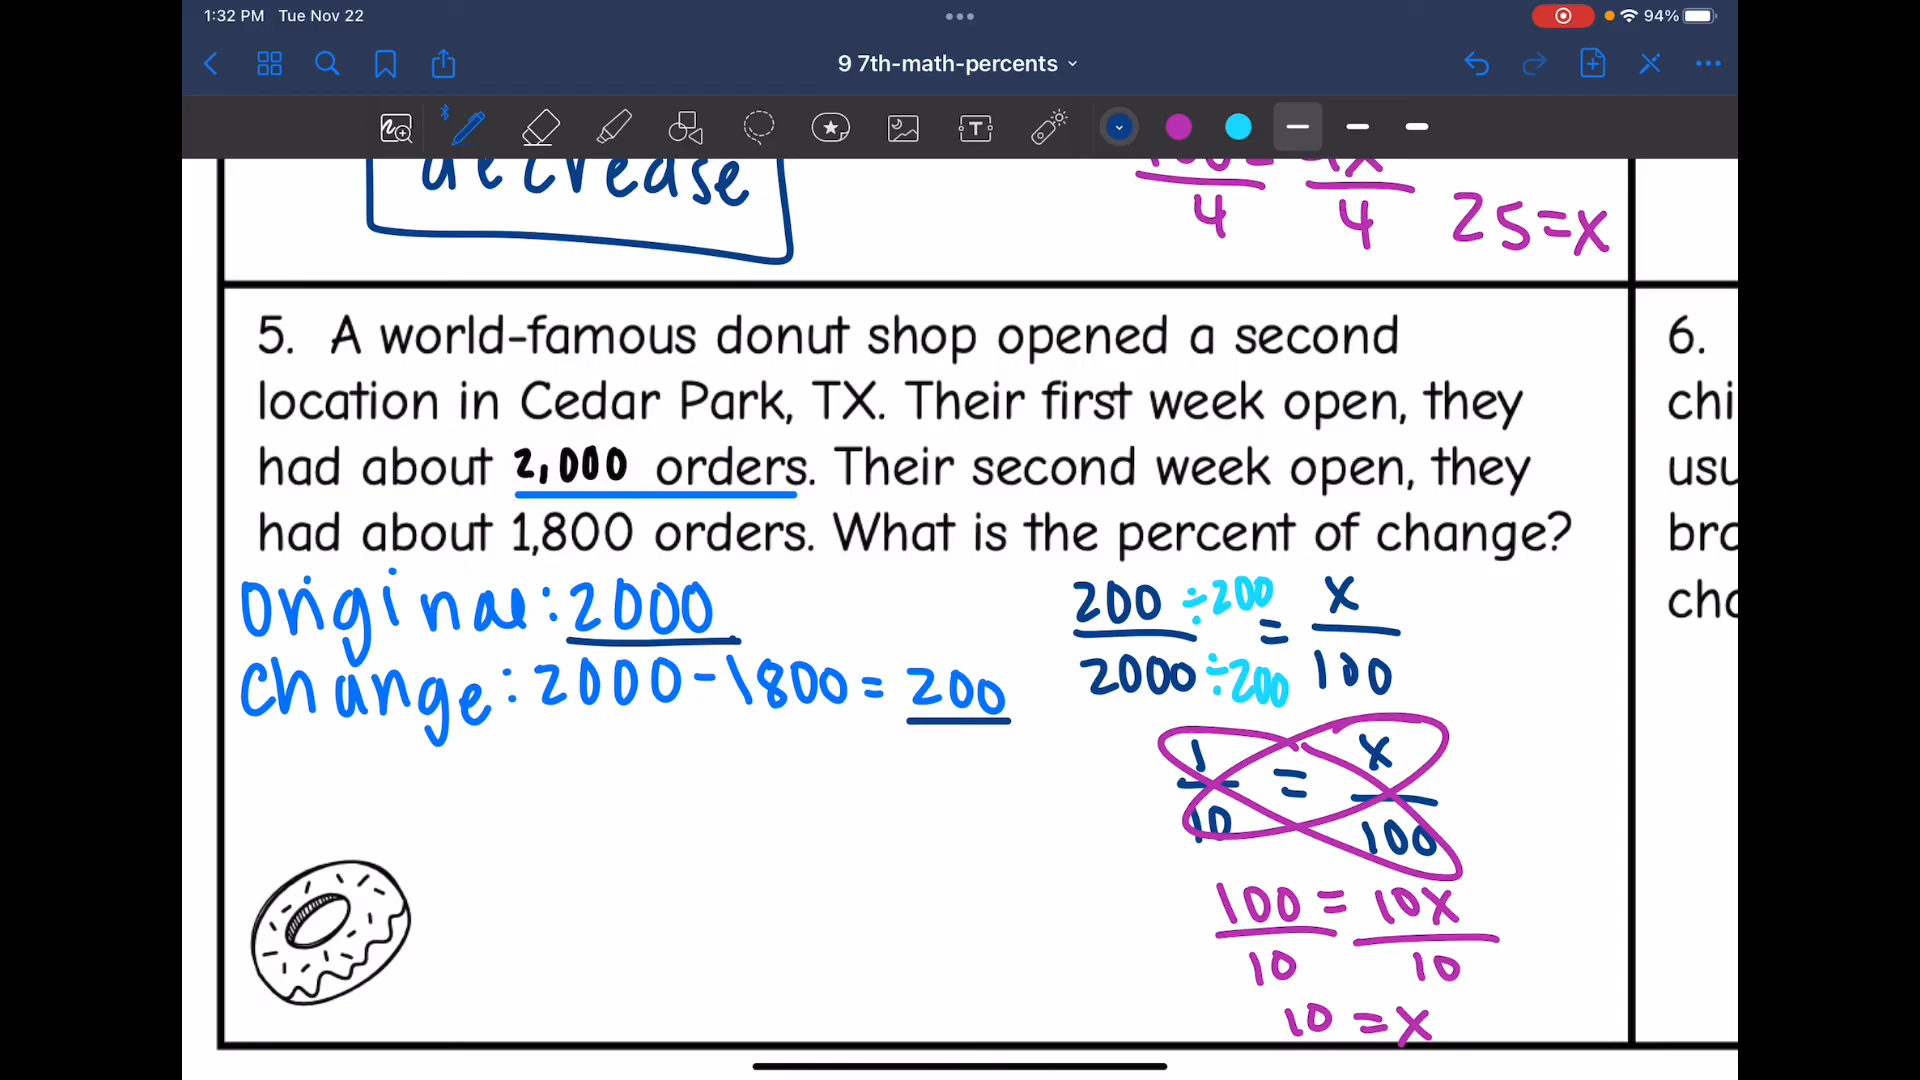 1:32 PM Tue Nov 22
94%
9 7th-math-percents
T
decrease
4
4
25=x
5. A world-famous donut shop opened a second
location in Cedar Park, TX. Their first week open, they
had about 2,000 orders. Their second week open, they
had about 1,800 orders. What is the percent of change?
original: 2000
change: 2000-1800= 200
200 ÷200 = x
2000 ÷200 100
1 = x
10 100
100 = 10x
10 10
10 = x
6.
chi
usu
cha